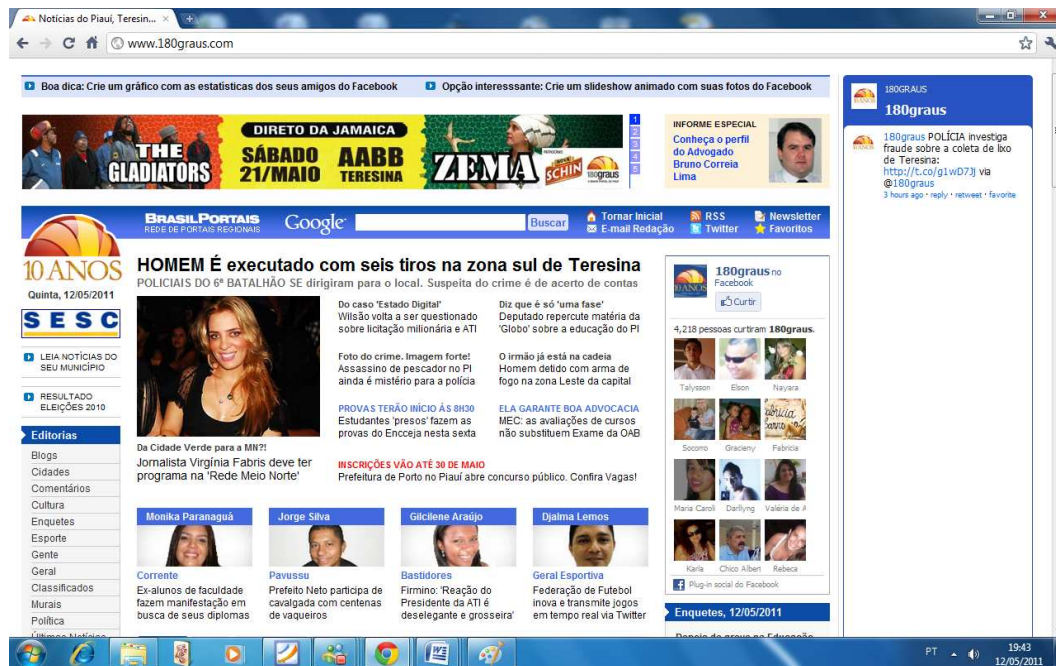 Notícias do Piauí, Teresin...
www.180graus.com
Boa dica: Crie um gráfico com as estatísticas dos seus amigos do Facebook
Opção interesssante: Crie um slideshow animado com suas fotos do Facebook
THE GLADIATORS
DIRETO DA JAMAICA
SÁBADO 21/MAIO
AABB TERESINA
ZEMA
SCHIN
180graus
1
2
3
4
5
INFORME ESPECIAL
Conheça o perfil
do Advogado
Bruno Correia
Lima
10 ANOS
Quinta, 12/05/2011
SESC
LEIA NOTÍCIAS DO
SEU MUNICÍPIO
RESULTADO
ELEIÇÕES 2010
Editorias
Blogs
Cidades
Comentários
Cultura
Enquetes
Esporte
Gente
Geral
Classificados
Murais
Política
Últimas Notícias
BRASILPORTAIS
REDE DE PORTAIS REGIONAIS
Google
Buscar
Tornar Inicial
E-mail Redação
RSS
Twitter
Newsletter
Favoritos
HOMEM É executado com seis tiros na zona sul de Teresina
POLICIAIS DO 6º BATALHÃO SE dirigiram para o local. Suspeita do crime é de acerto de contas
Da Cidade Verde para a MN?!
Jornalista Virgínia Fabris deve ter
programa na 'Rede Meio Norte'
Do caso 'Estado Digital'
Wilsão volta a ser questionado
sobre licitação milionária e ATI
Diz que é só 'uma fase'
Deputado repercute matéria da
'Globo' sobre a educação do PI
Foto do crime. Imagem forte!
Assassino de pescador no PI
ainda é mistério para a polícia
O irmão já está na cadeia
Homem detido com arma de
fogo na zona Leste da capital
PROVAS TERÃO INÍCIO ÀS 8H30
Estudantes 'presos' fazem as
provas do Encceja nesta sexta
ELA GARANTE BOA ADVOCACIA
MEC: as avaliações de cursos
não substituem Exame da OAB
INSCRIÇÕES VÃO ATÉ 30 DE MAIO
Prefeitura de Porto no Piauí abre concurso público. Confira Vagas!
Monika Paranaguá
Corrente
Ex-alunos de faculdade
fazem manifestação em
busca de seus diplomas
Jorge Silva
Pavussu
Prefeito Neto participa de
cavalgada com centenas
de vaqueiros
Gilcilene Araújo
Bastidores
Firmino: 'Reação do
Presidente da ATI é
deselegante e grosseira'
Djalma Lemos
Geral Esportiva
Federação de Futebol
inova e transmite jogos
em tempo real via Twitter
10 ANOS
180graus no
Facebook
Curtir
4,218 pessoas curtiram 180graus.
Talysson
Elson
Nayara
Socorro
Gracieny
Fabricia
Maria Caroli
Darllyng
Valéria de A
Karla
Chico Alberl
Rebeca
Plug-in social do Facebook
Enquetes, 12/05/2011
180GRAUS
180graus
180graus POLÍCIA investiga
fraude sobre a coleta de lixo
de Teresina:
http://t.co/g1wD7Jj via
@180graus
3 hours ago · reply · retweet · favorite
PT
19:43
12/05/2011